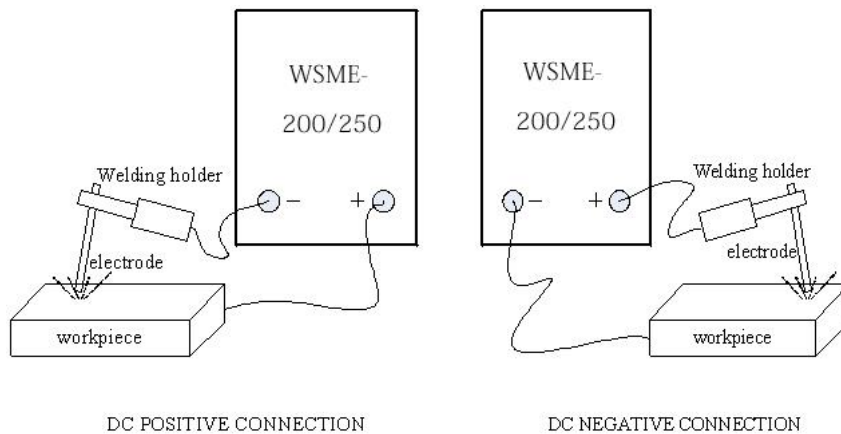 WSME-
200/250
Welding holder
− +
electrode
workpiece
DC POSITIVE CONNECTION
WSME-
200/250
Welding holder
− +
electrode
workpiece
DC NEGATIVE CONNECTION